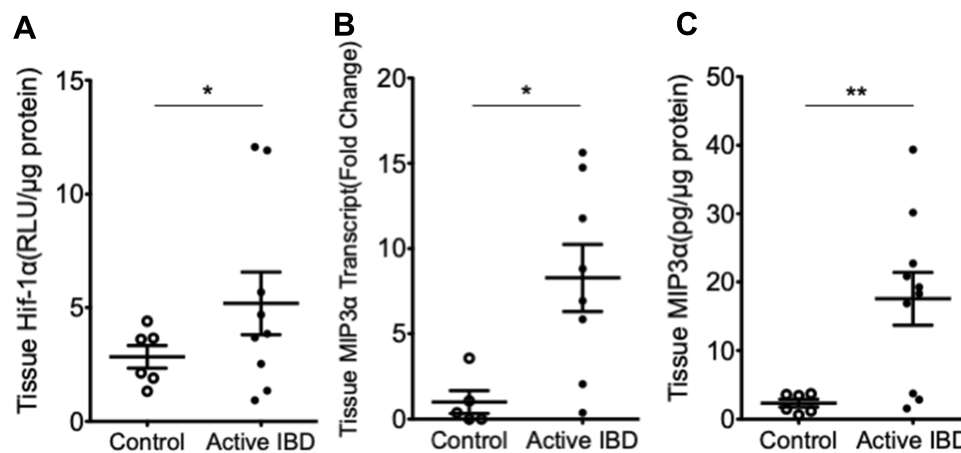 A
Tissue Hif-1α(RLU/µg protein)
15
10
5
0
*
Control
Active IBD
B
Tissue MIP3α Transcript(Fold Change)
20
15
10
5
0
*
Control
Active IBD
C
Tissue MIP3α(pg/µg protein)
50
40
30
20
10
0
**
Control
Active IBD